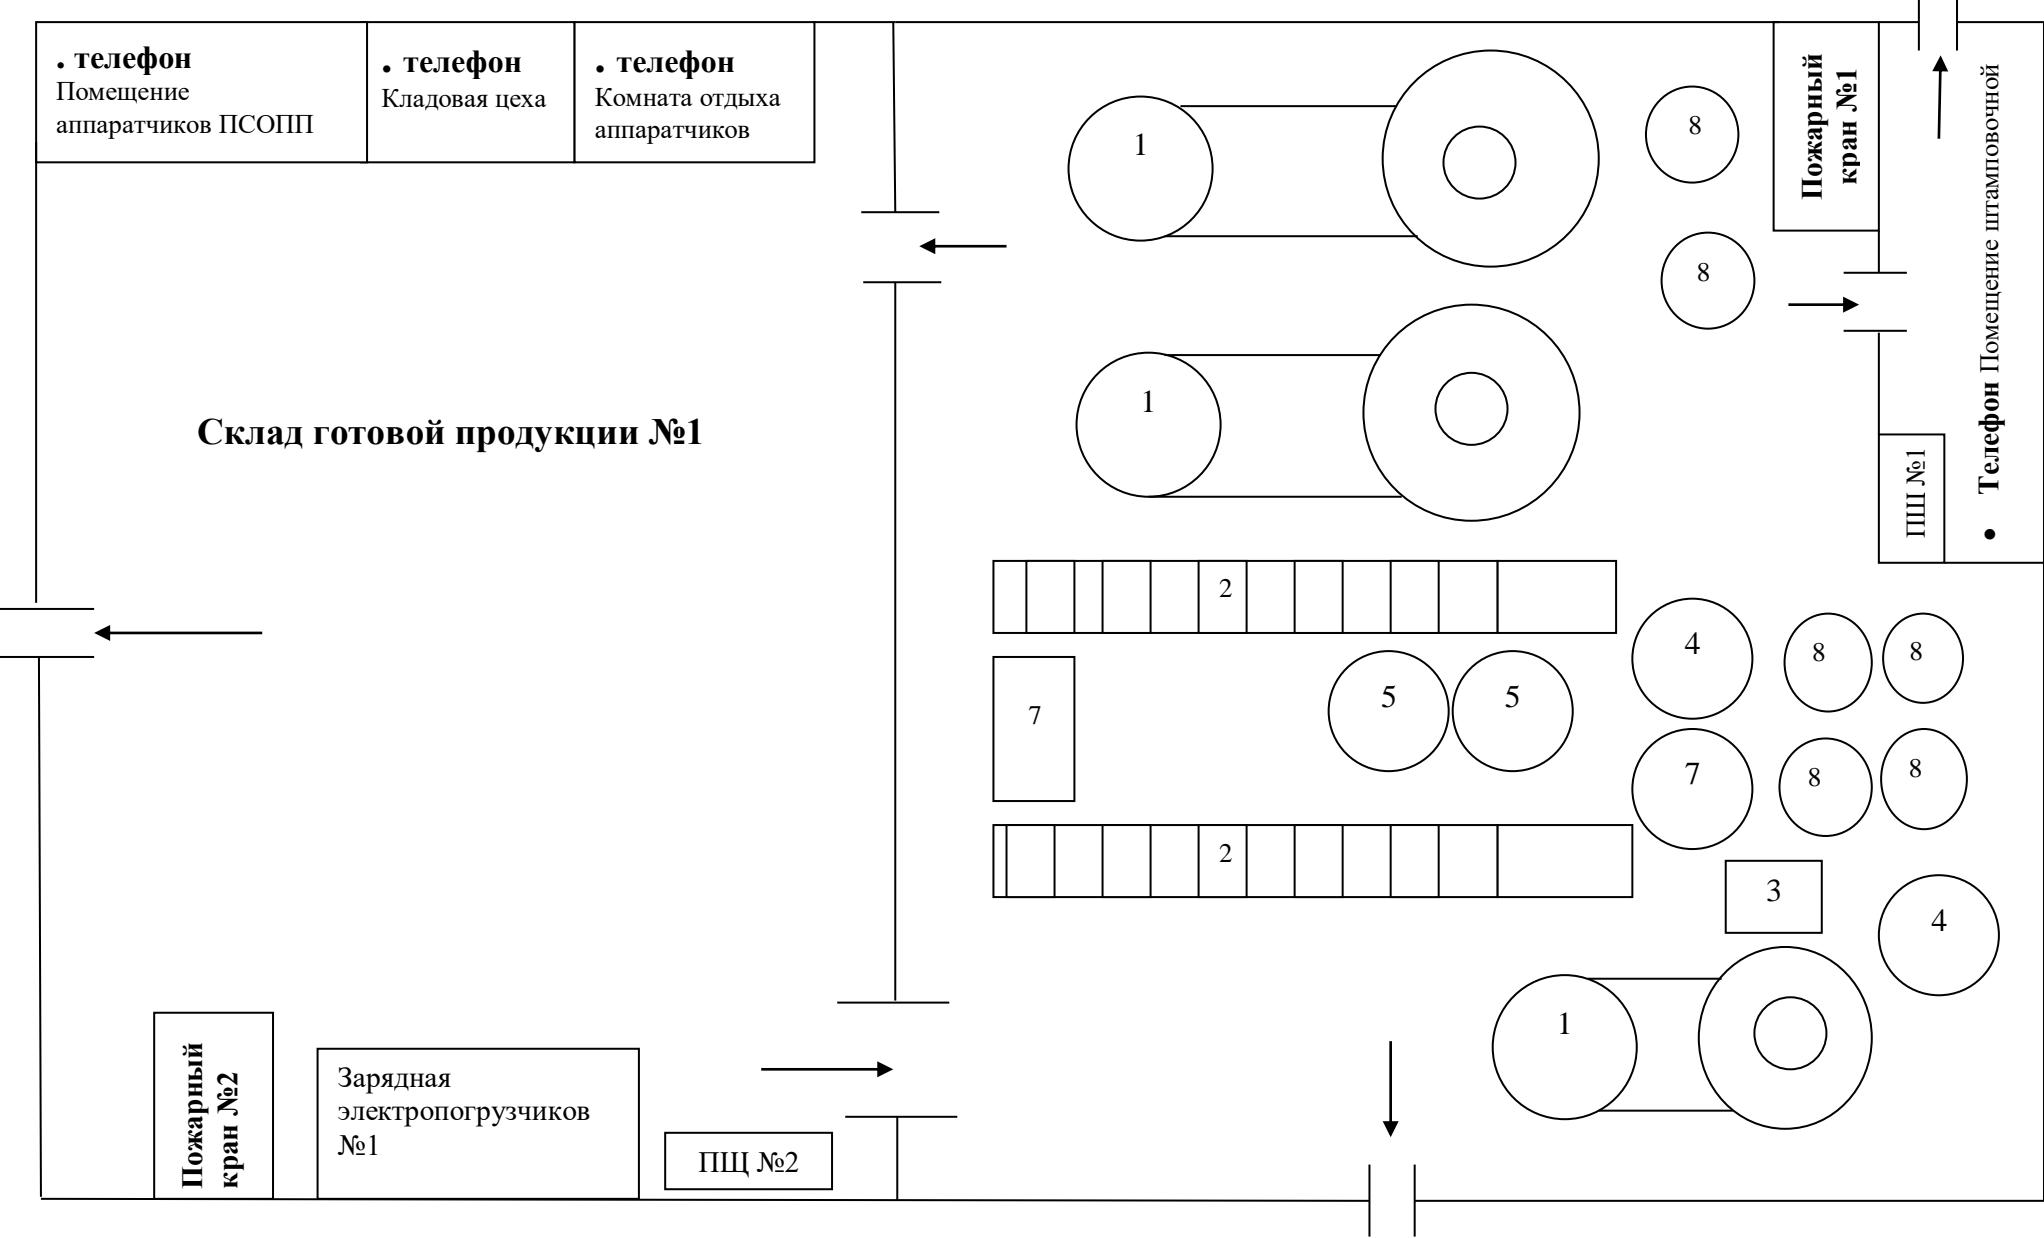 . телефон
Помещение
аппаратчиков ПСОПП
. телефон
Кладовая цеха
. телефон
Комната отдыха
аппаратчиков
1
8
Пожарный
кран №1
8
• Телефон Помещение штамповочной
1
ПШ №1
Склад готовой продукции №1
2
4
8
8
5
5
7
7
8
8
2
3
4
1
Пожарный
кран №2
Зарядная
электропогрузчиков
№1
ПЩ №2